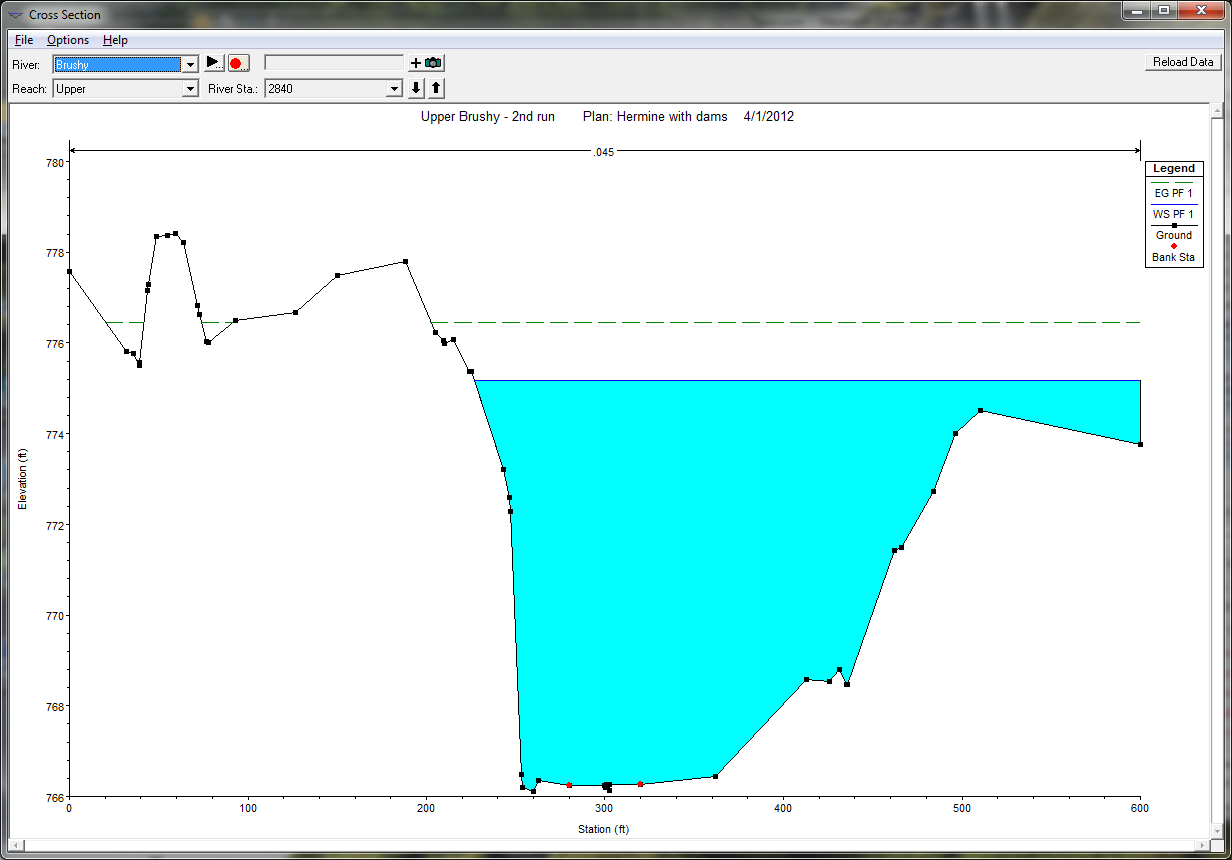 Cross Section
File Options Help
River: Brushy
Reload Data
Reach: Upper River Sta.: 2840
Upper Brushy - 2nd run Plan: Hermine with dams 4/1/2012
.045
780
778
776
774
772
770
768
766
Elevation (ft)
0 100 200 300 400 500 600
Station (ft)
Legend
EG PF 1
WS PF 1
Ground
Bank Sta